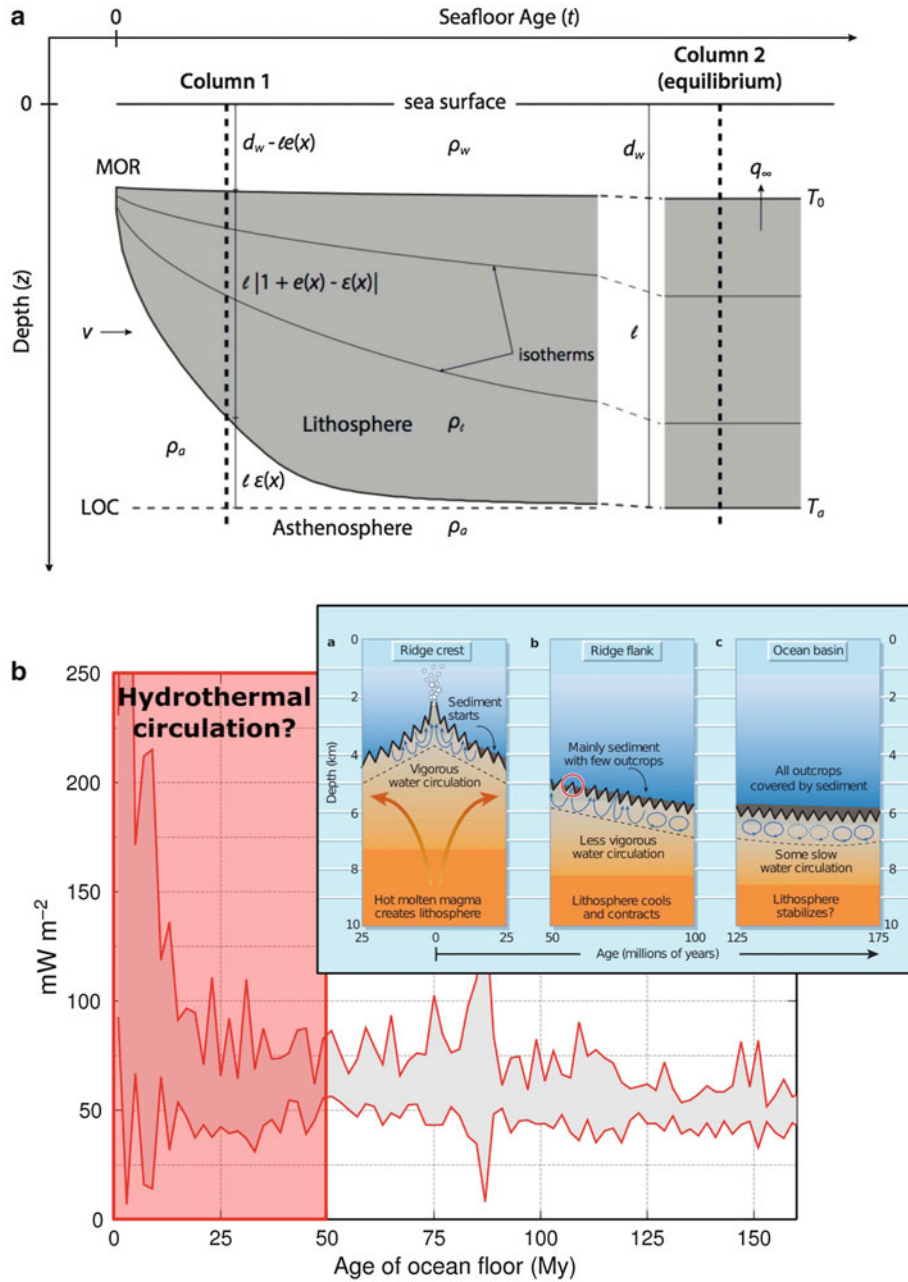 a
Seafloor Age (t)
0
Column 1
Column 2
(equilibrium)
0
sea surface
d_w - ℓe(x)
ρ_w
d_w
q_∞
MOR
T_0
Depth (z)
ℓ |1 + e(x) - ε(x)|
v
isotherms
ℓ
Lithosphere
ρ_ℓ
ρ_a
ℓ ε(x)
LOC
Asthenosphere
ρ_a
T_a
b
Hydrothermal
circulation?
mW m⁻²
250
200
150
100
50
0
0 25 50 75 100 125 150
Age of ocean floor (My)
a
Ridge crest
b
Ridge flank
c
Ocean basin
0
2
4
6
8
10
Depth (km)
Sediment
starts
Vigorous
water circulation
Hot molten magma
creates lithosphere
Mainly sediment
with few outcrops
Less vigorous
water circulation
Lithosphere cools
and contracts
All outcrops
covered by sediment
Some slow
water circulation
Lithosphere
stabilizes?
0
2
4
6
8
10
25 0 25 50 100 125 175
Age (millions of years)